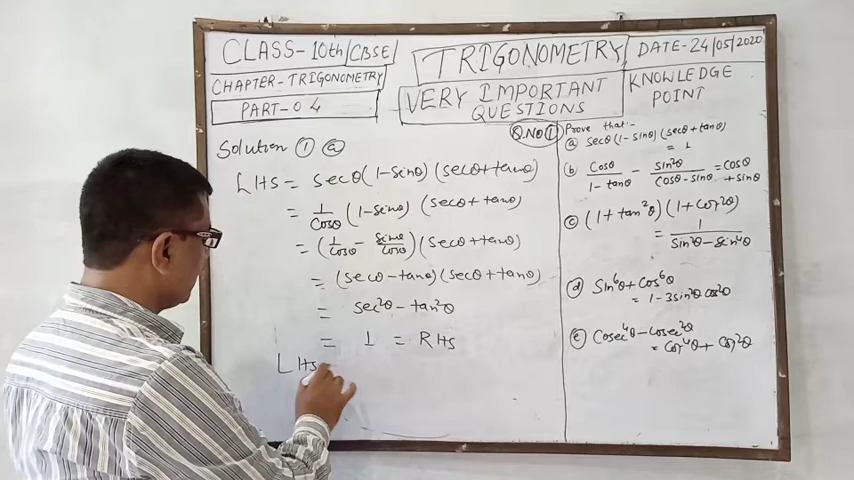 CLASS-10th/CBSE/
CHAPTER-TRIGONOMETRY
PART-04
TRIGONOMETRY
VERY IMPORTANT
QUESTIONS
DATE-24/05/2020
KNOWLEDGE
POINT
Solution ① ⓐ
LHS = secθ(1-sinθ)(secθ+tanθ)
= 1/cosθ (1-sinθ) (secθ+tanθ)
= (1/cosθ - sinθ/cosθ)(secθ+tanθ)
= (secθ-tanθ)(secθ+tanθ)
= sec²θ-tan²θ
= 1 = RHS
LHS
Q.NO ① Prove that:-
ⓐ secθ(1-sinθ)(secθ+tanθ)
= 1
ⓑ cosθ/1-tanθ - sin²θ/cosθ-sinθ = cosθ
+sinθ
ⓒ (1+tan²θ)(1+cot²θ)
= 1/sin²θ-sin⁴θ
ⓓ Sin⁶θ+Cos⁶θ
= 1-3sin²θcos²θ
ⓔ Cosec⁴θ-cosec²θ
= cot⁴θ+cot²θ